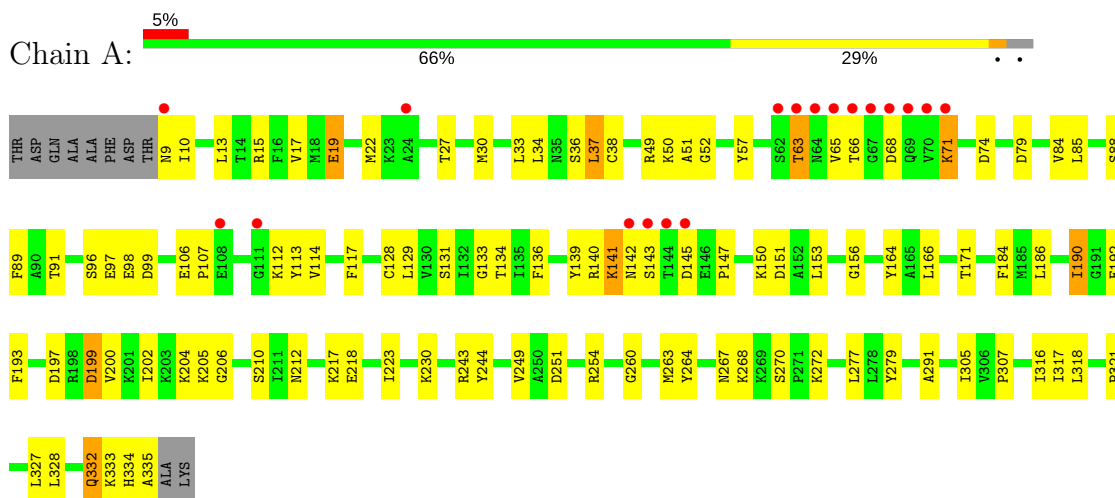 Chain A:
5%
66%
29%
THR ASP GLN ALA ALA PHE ASP THR N9 I10 L13 T14 R15 F16 V17 M18 E19 M22 K23 A24 T27 M30 L33 L34 N35 S36 L37 C38 R49 K50 A51 G52 Y57 S62 T63 N64 V65 T66 G67 D68 Q69 V70 K71 D74 D79 V84 L85 S88
F89 A90 T91 S96 E97 E98 D99 E106 P107 E108 G111 K112 Y113 V114 F117 C128 L129 V130 S131 I132 G133 T134 I135 F136 Y139 R140 K141 N142 S143 T144 D145 E146 P147 K150 D151 A152 L153 G156 Y164 A165 L166 T171 F184 M185 L186 I190 G191
F193 D197 R198 D199 V200 K201 I202 K203 K204 K205 G206 S210 I211 N212 K217 E218 I223 K230 R243 Y244 V249 A250 D251 R254 G260 M263 Y264 N267 K268 K269 S270 P271 K272 L277 L278 Y279 A291 I305 V306 P307 I316 I317 L318
L327 L328 Q332 K333 H334 A335 ALA LYS